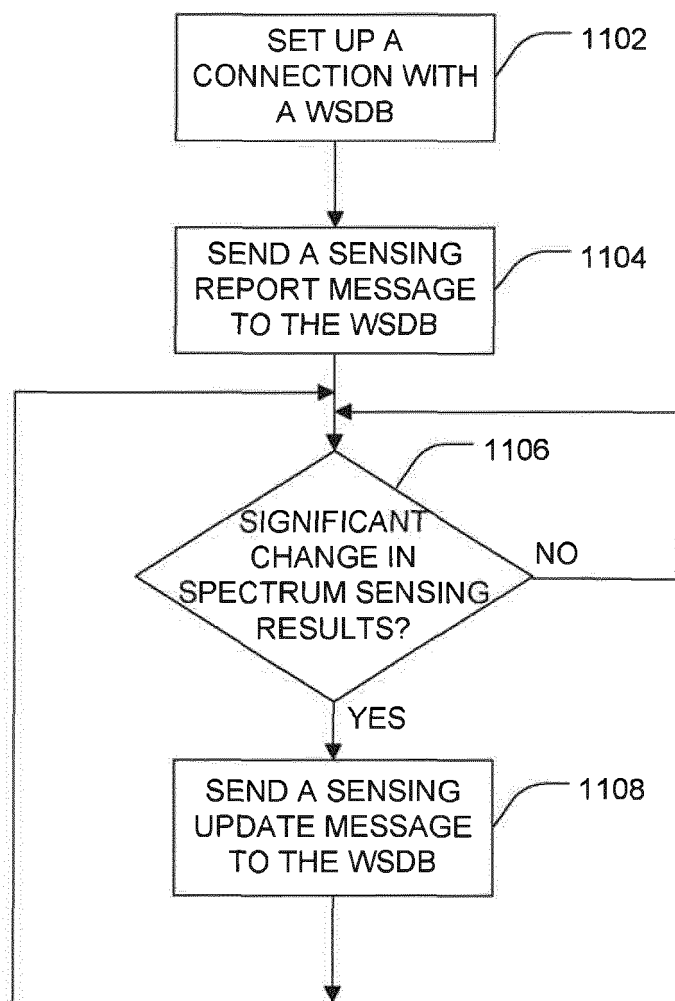 SET UP A
CONNECTION WITH
A WSDB
1102
SEND A SENSING
REPORT MESSAGE
TO THE WSDB
1104
1106
SIGNIFICANT
CHANGE IN
SPECTRUM SENSING
RESULTS?
NO
YES
SEND A SENSING
UPDATE MESSAGE
TO THE WSDB
1108